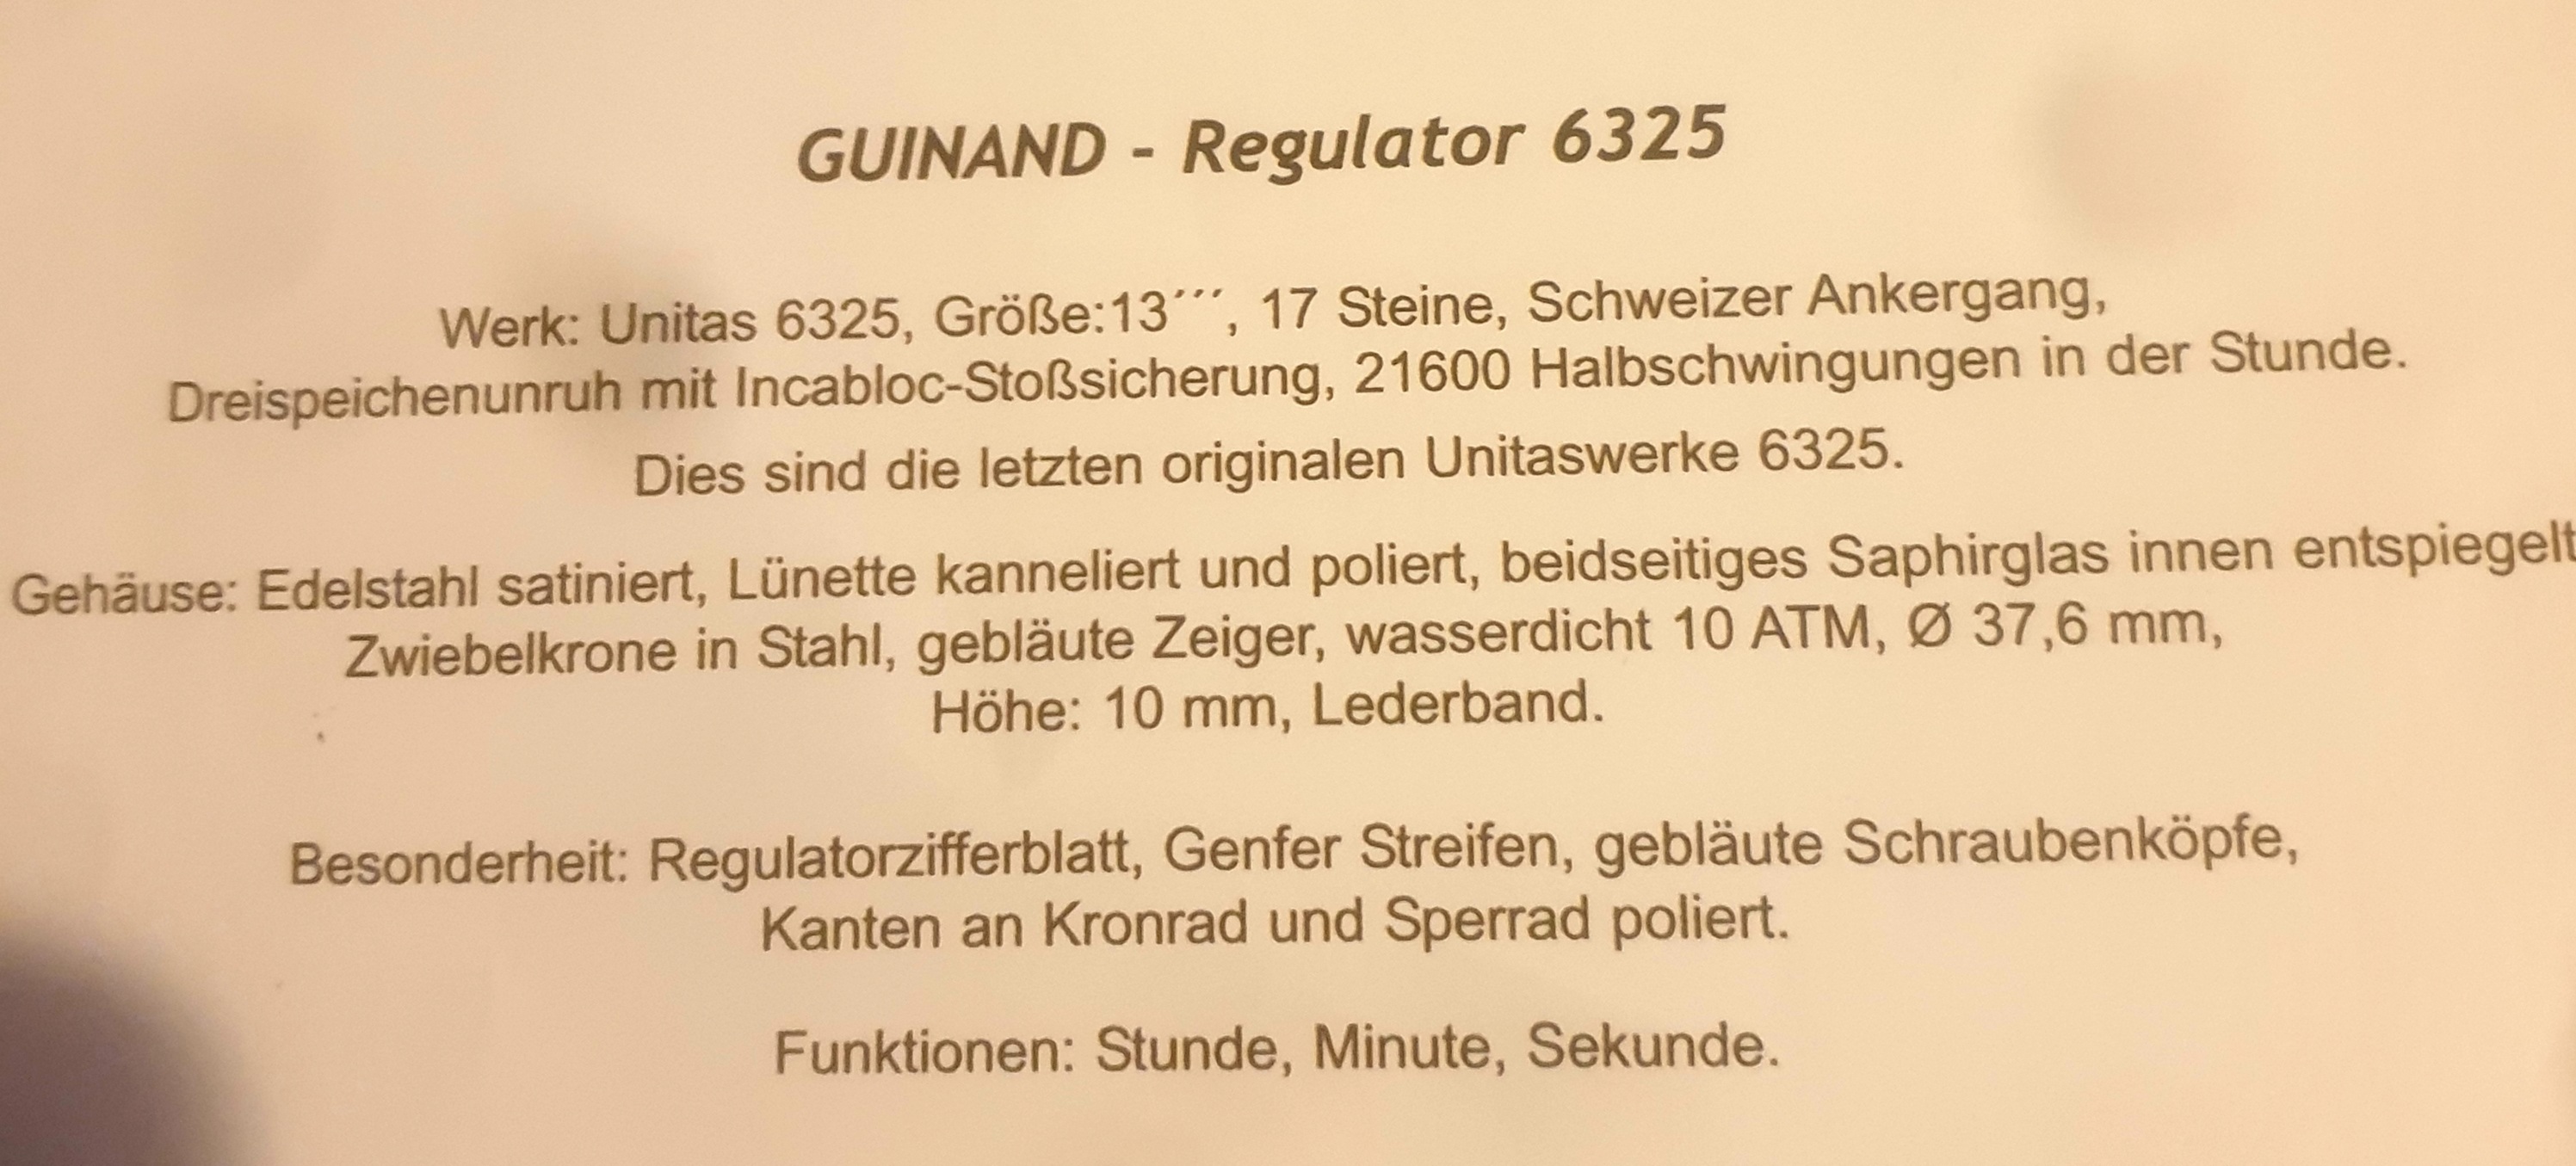 GUINAND - Regulator 6325
Werk: Unitas 6325, Größe:13´´´, 17 Steine, Schweizer Ankergang,
Dreispeichenunruh mit Incabloc-Stoßsicherung, 21600 Halbschwingungen in der Stunde.
Dies sind die letzten originalen Unitaswerke 6325.
Gehäuse: Edelstahl satiniert, Lünette kanneliert und poliert, beidseitiges Saphirglas innen entspiegelt
Zwiebelkrone in Stahl, gebläute Zeiger, wasserdicht 10 ATM, Ø 37,6 mm,
Höhe: 10 mm, Lederband.
Besonderheit: Regulatorzifferblatt, Genfer Streifen, gebläute Schraubenköpfe,
Kanten an Kronrad und Sperrad poliert.
Funktionen: Stunde, Minute, Sekunde.